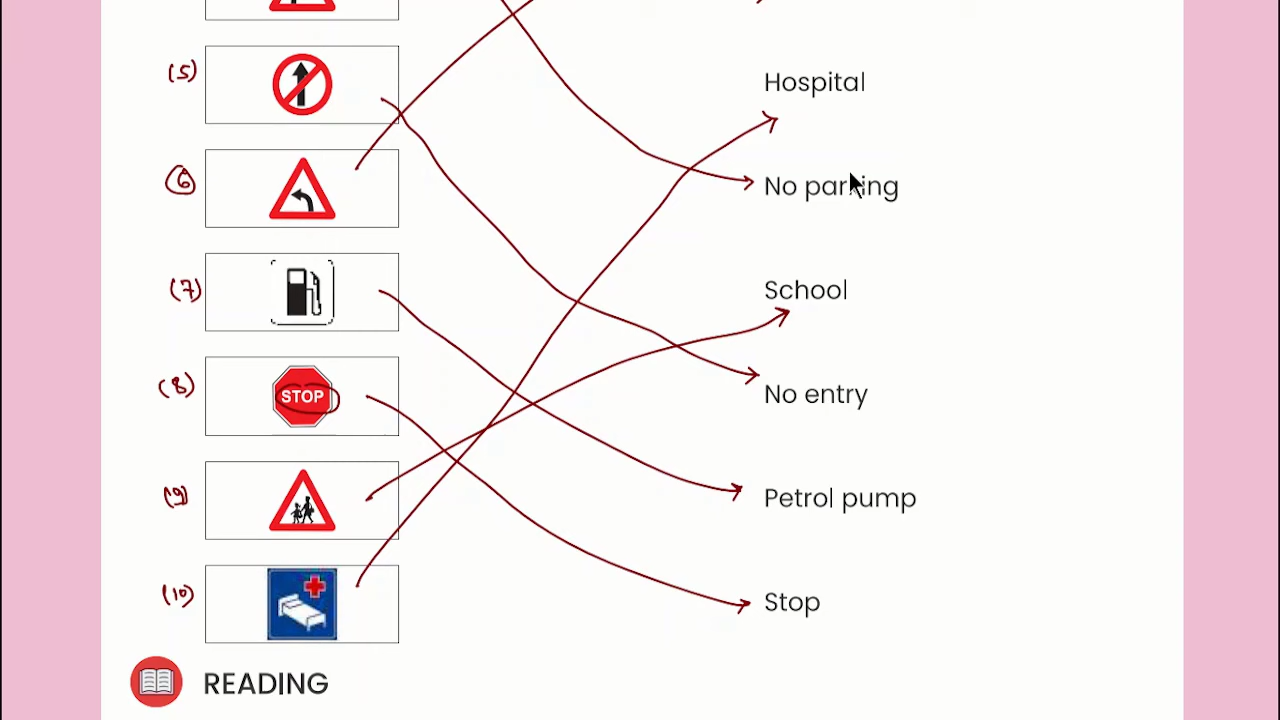 (5)
Hospital
(6)
No parking
(7)
School
(8)
STOP
No entry
(9)
Petrol pump
(10)
Stop
READING